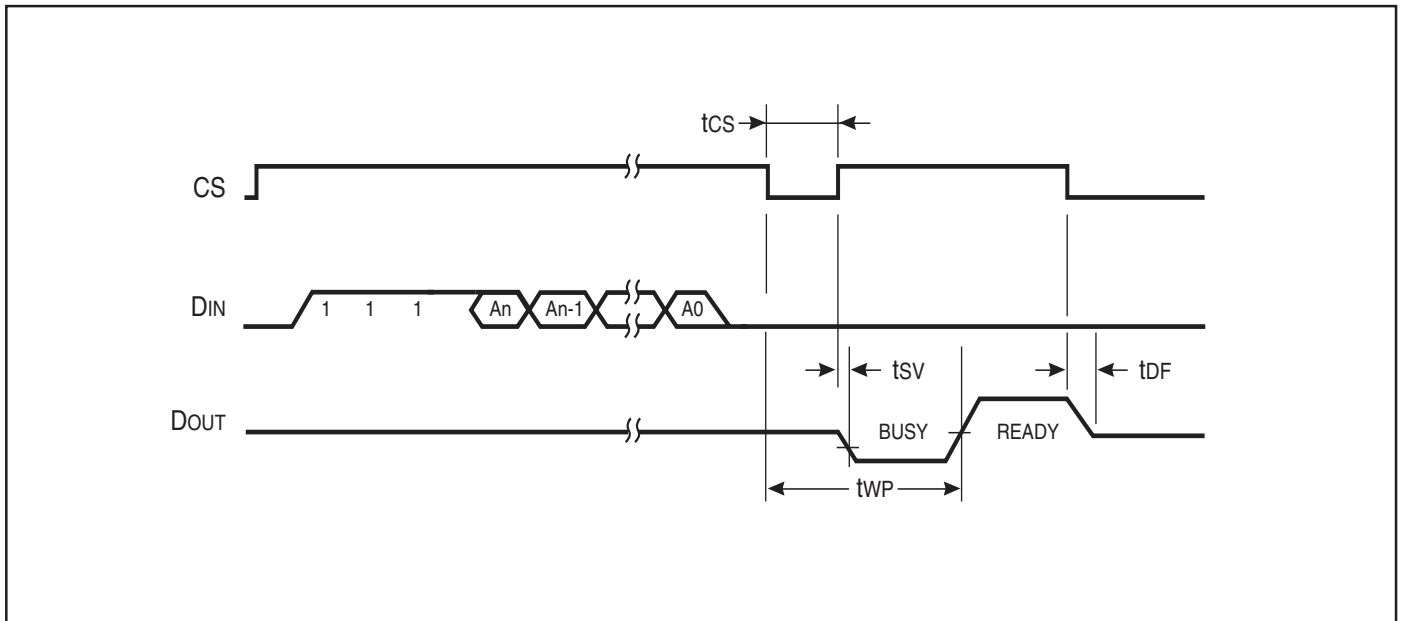 tCS
CS
DIN
1 1 1 An An-1 A0
tSV
tDF
DOUT
BUSY
READY
tWP